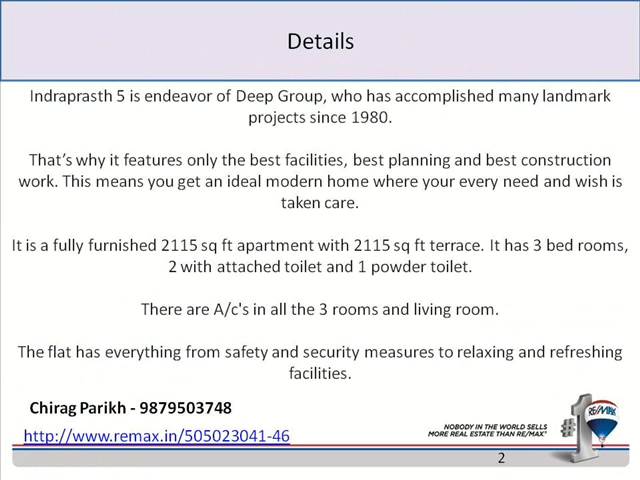 Details
Indraprasth 5 is endeavor of Deep Group, who has accomplished many landmark
projects since 1980.
That's why it features only the best facilities, best planning and best construction
work. This means you get an ideal modern home where your every need and wish is
taken care.
It is a fully furnished 2115 sq ft apartment with 2115 sq ft terrace. It has 3 bed rooms,
2 with attached toilet and 1 powder toilet.
There are A/c's in all the 3 rooms and living room.
The flat has everything from safety and security measures to relaxing and refreshing
facilities.
Chirag Parikh - 9879503748
http://www.remax.in/505023041-46
NOBODY IN THE WORLD SELLS
MORE REAL ESTATE THAN RE/MAX
#1
RE/MAX
2